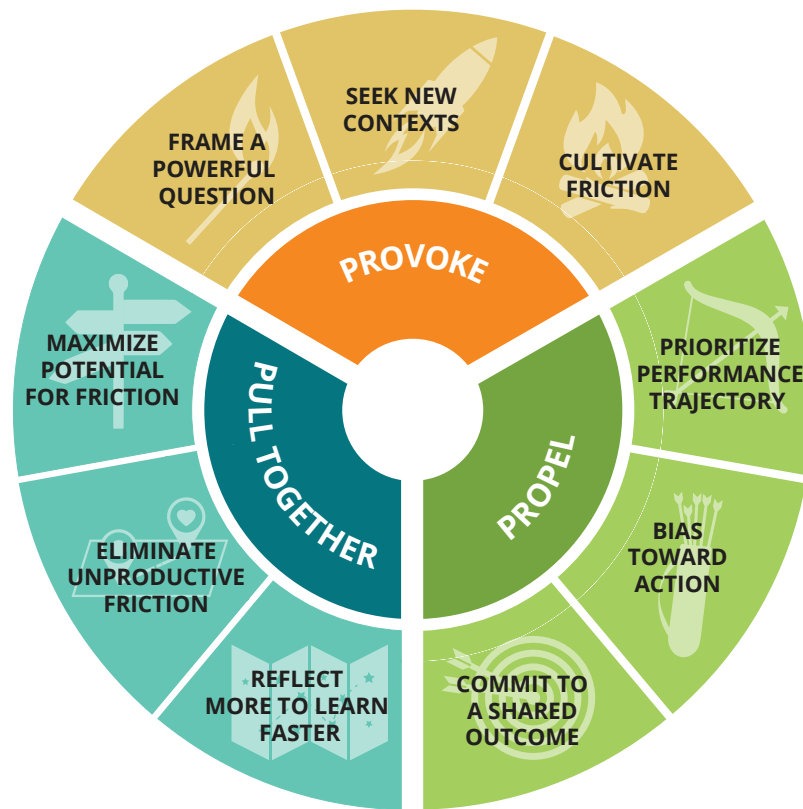 FRAME A
POWERFUL
QUESTION
SEEK NEW
CONTEXTS
CULTIVATE
FRICTION
PROVOKE
MAXIMIZE
POTENTIAL
FOR FRICTION
PRIORITIZE
PERFORMANCE
TRAJECTORY
PULL TOGETHER
PROPEL
ELIMINATE
UNPRODUCTIVE
FRICTION
BIAS
TOWARD
ACTION
REFLECT
MORE TO LEARN
FASTER
COMMIT TO
A SHARED
OUTCOME